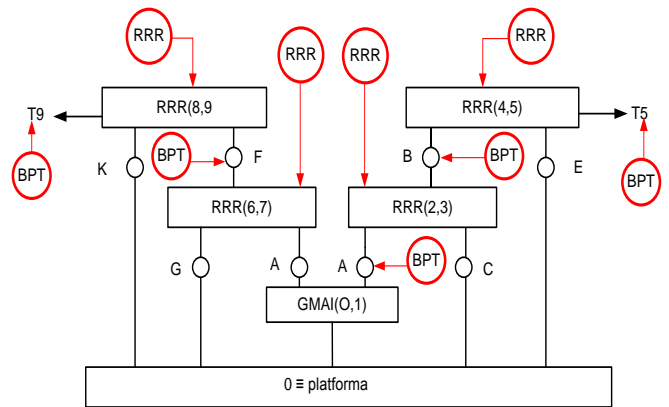 RRR RRR RRR RRR
RRR(8,9 RRR(4,5)
T9 T5
BPT F B BPT
K E
BPT BPT
RRR(6,7) RRR(2,3)
G A A BPT C
GMAI(O,1)
0 ≡ platforma